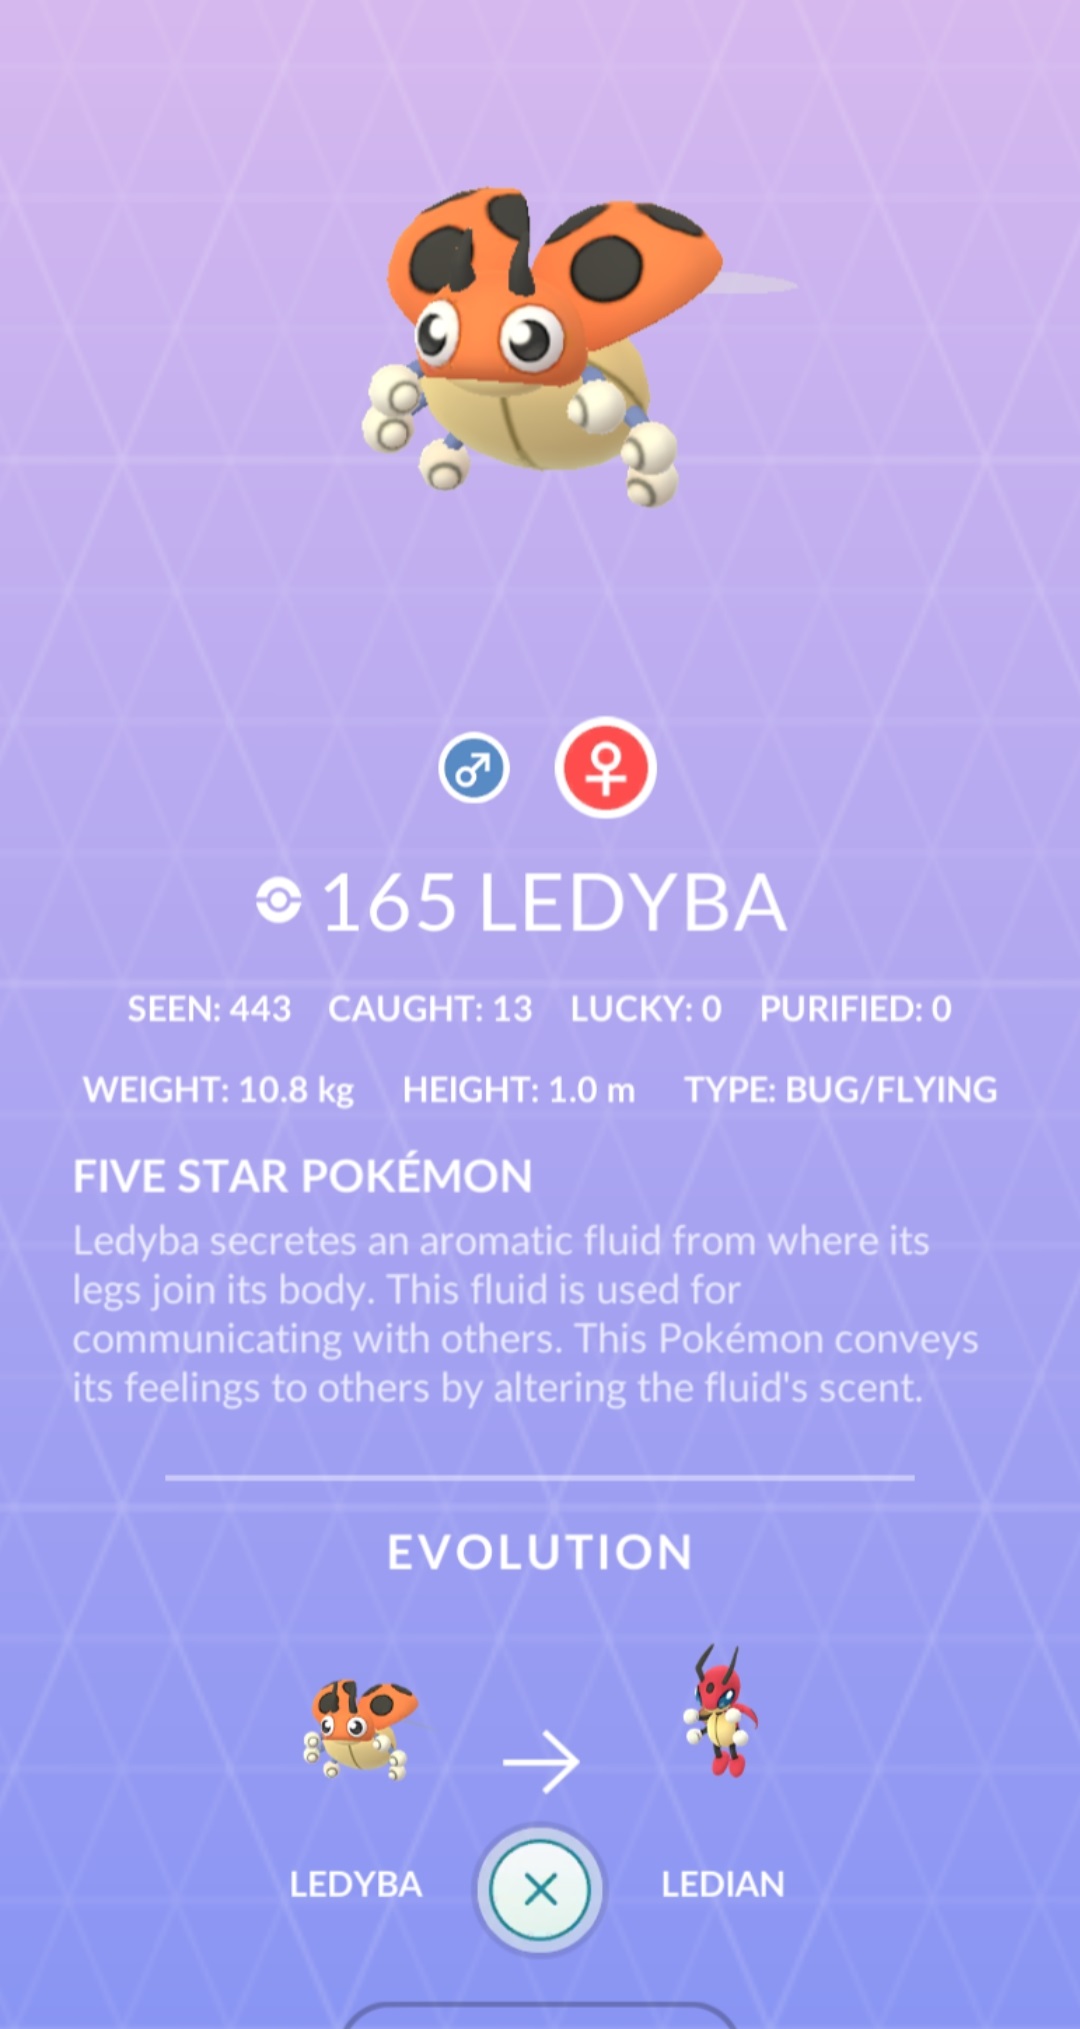 165 LEDYBA
SEEN: 443 CAUGHT: 13 LUCKY: 0 PURIFIED: 0
WEIGHT: 10.8 kg HEIGHT: 1.0 m TYPE: BUG/FLYING
FIVE STAR POKÉMON
Ledyba secretes an aromatic fluid from where its
legs join its body. This fluid is used for
communicating with others. This Pokémon conveys
its feelings to others by altering the fluid's scent.
EVOLUTION
LEDYBA LEDIAN